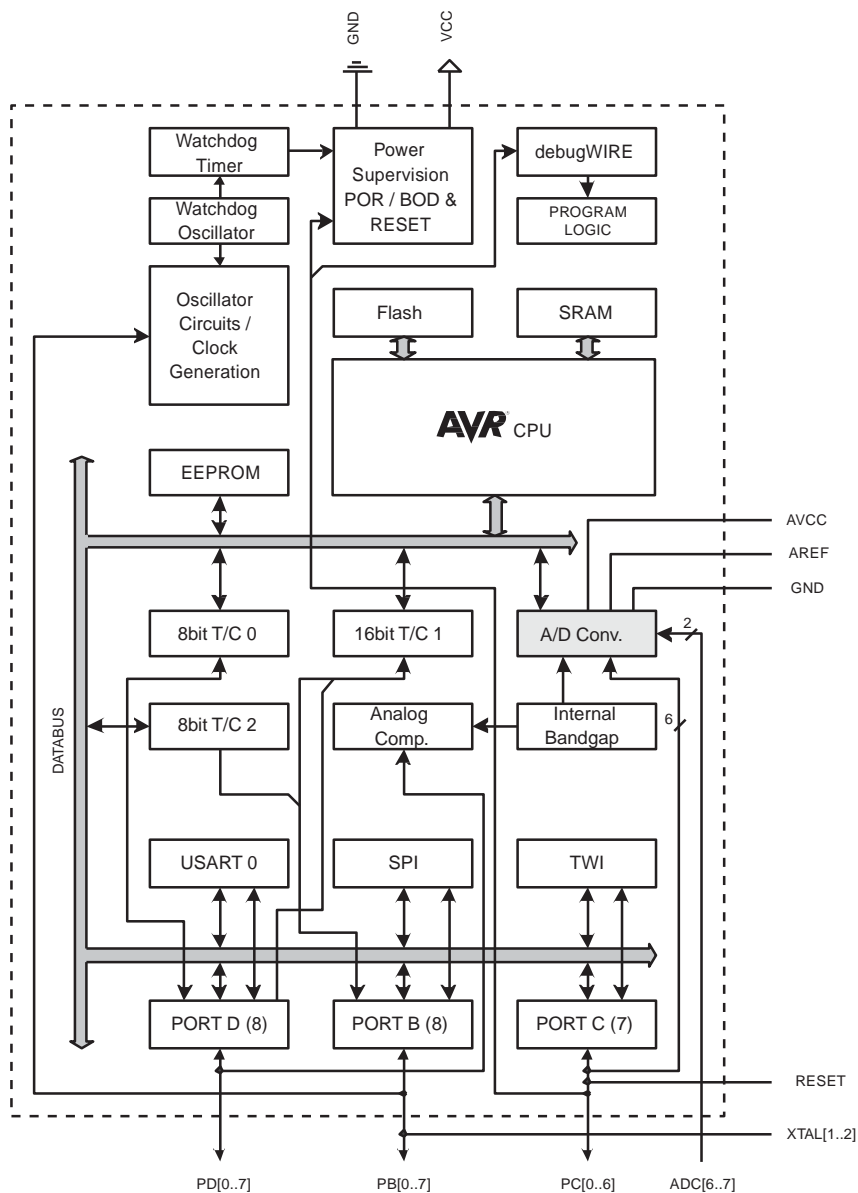 GND
VCC
Watchdog
Timer
Power
Supervision
POR / BOD &
RESET
debugWIRE
Watchdog
Oscillator
PROGRAM
LOGIC
Oscillator
Circuits /
Clock
Generation
Flash
SRAM
AVR® CPU
EEPROM
AVCC
AREF
GND
8bit T/C 0
16bit T/C 1
A/D Conv.
2
DATABUS
8bit T/C 2
Analog
Comp.
Internal
Bandgap
6
USART 0
SPI
TWI
PORT D (8)
PORT B (8)
PORT C (7)
RESET
XTAL[1..2]
PD[0..7]
PB[0..7]
PC[0..6]
ADC[6..7]